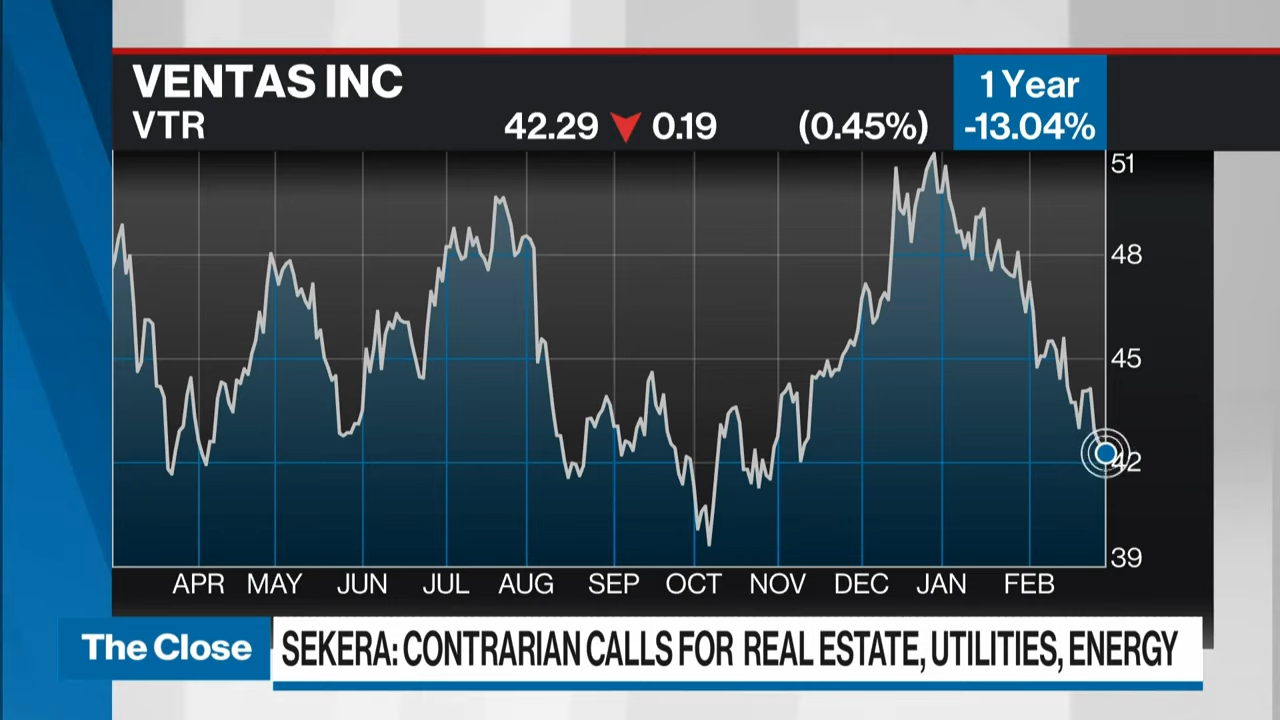 VENTAS INC
VTR 42.29 0.19 (0.45%)
1 Year
-13.04%
51
48
45
42
39
APR MAY JUN JUL AUG SEP OCT NOV DEC JAN FEB
The Close
SEKERA: CONTRARIAN CALLS FOR REAL ESTATE, UTILITIES, ENERGY